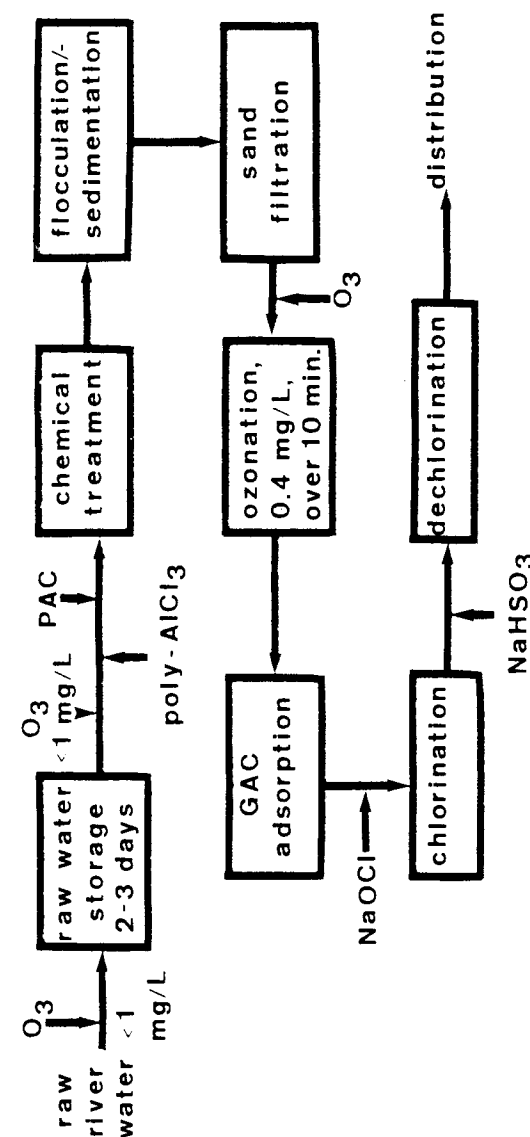 raw
river
water
O3
<1
mg/L
raw water
storage
2-3 days
O3
<1 mg/L
PAC
poly-AlCl3
chemical
treatment
flocculation/-
sedimentation
sand
filtration
O3
ozonation,
0.4 mg/L,
over 10 min.
GAC
adsorption
NaOCl
chlorination
NaHSO3
dechlorination
distribution